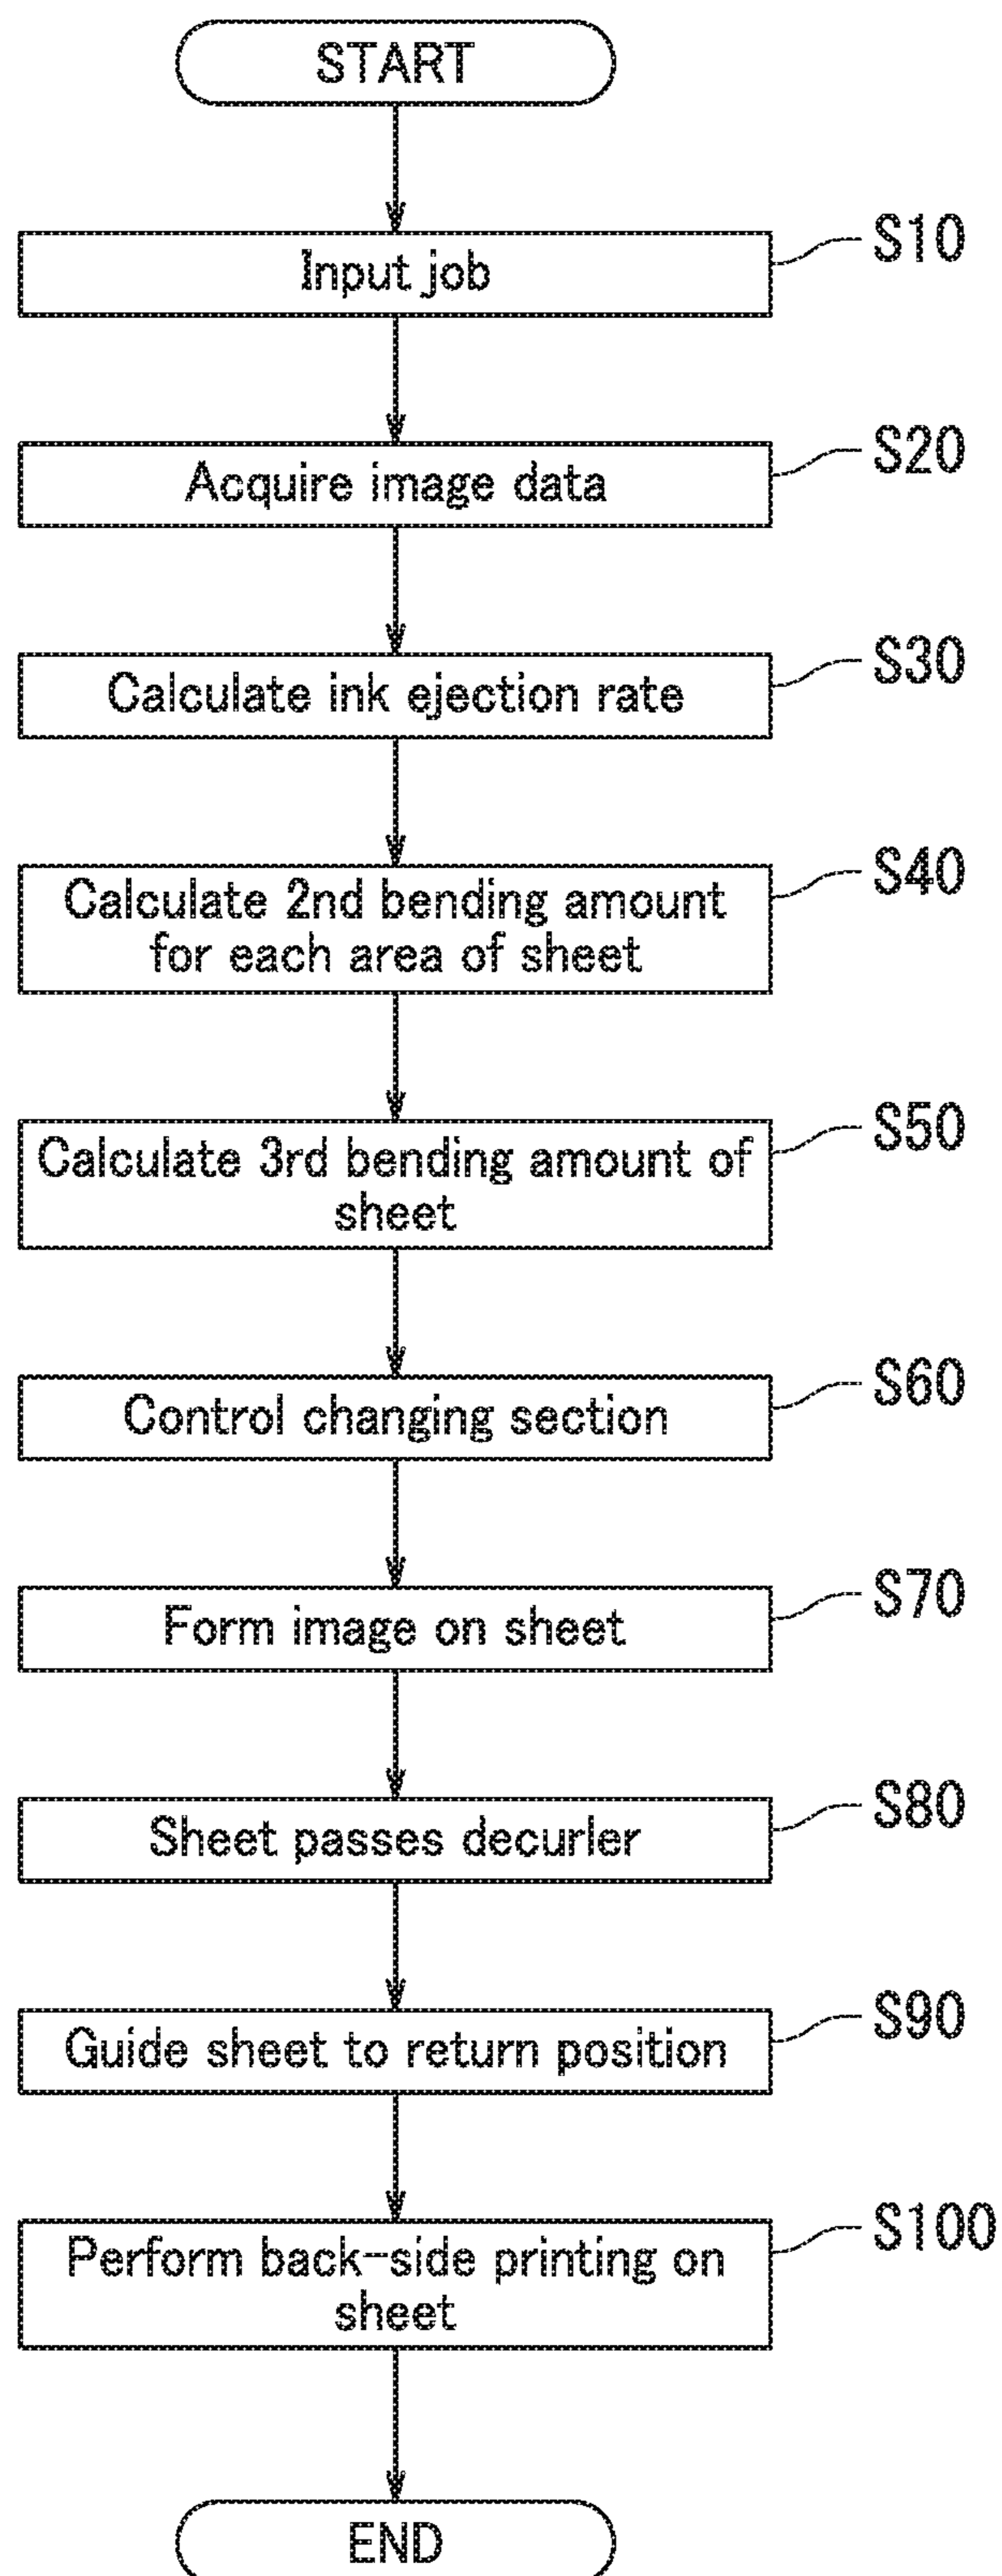 START
Input job
S10
Acquire image data
S20
Calculate ink ejection rate
S30
Calculate 2nd bending amount
for each area of sheet
S40
Calculate 3rd bending amount of
sheet
S50
Control changing section
S60
Form image on sheet
S70
Sheet passes decurler
S80
Guide sheet to return position
S90
Perform back-side printing on
sheet
S100
END